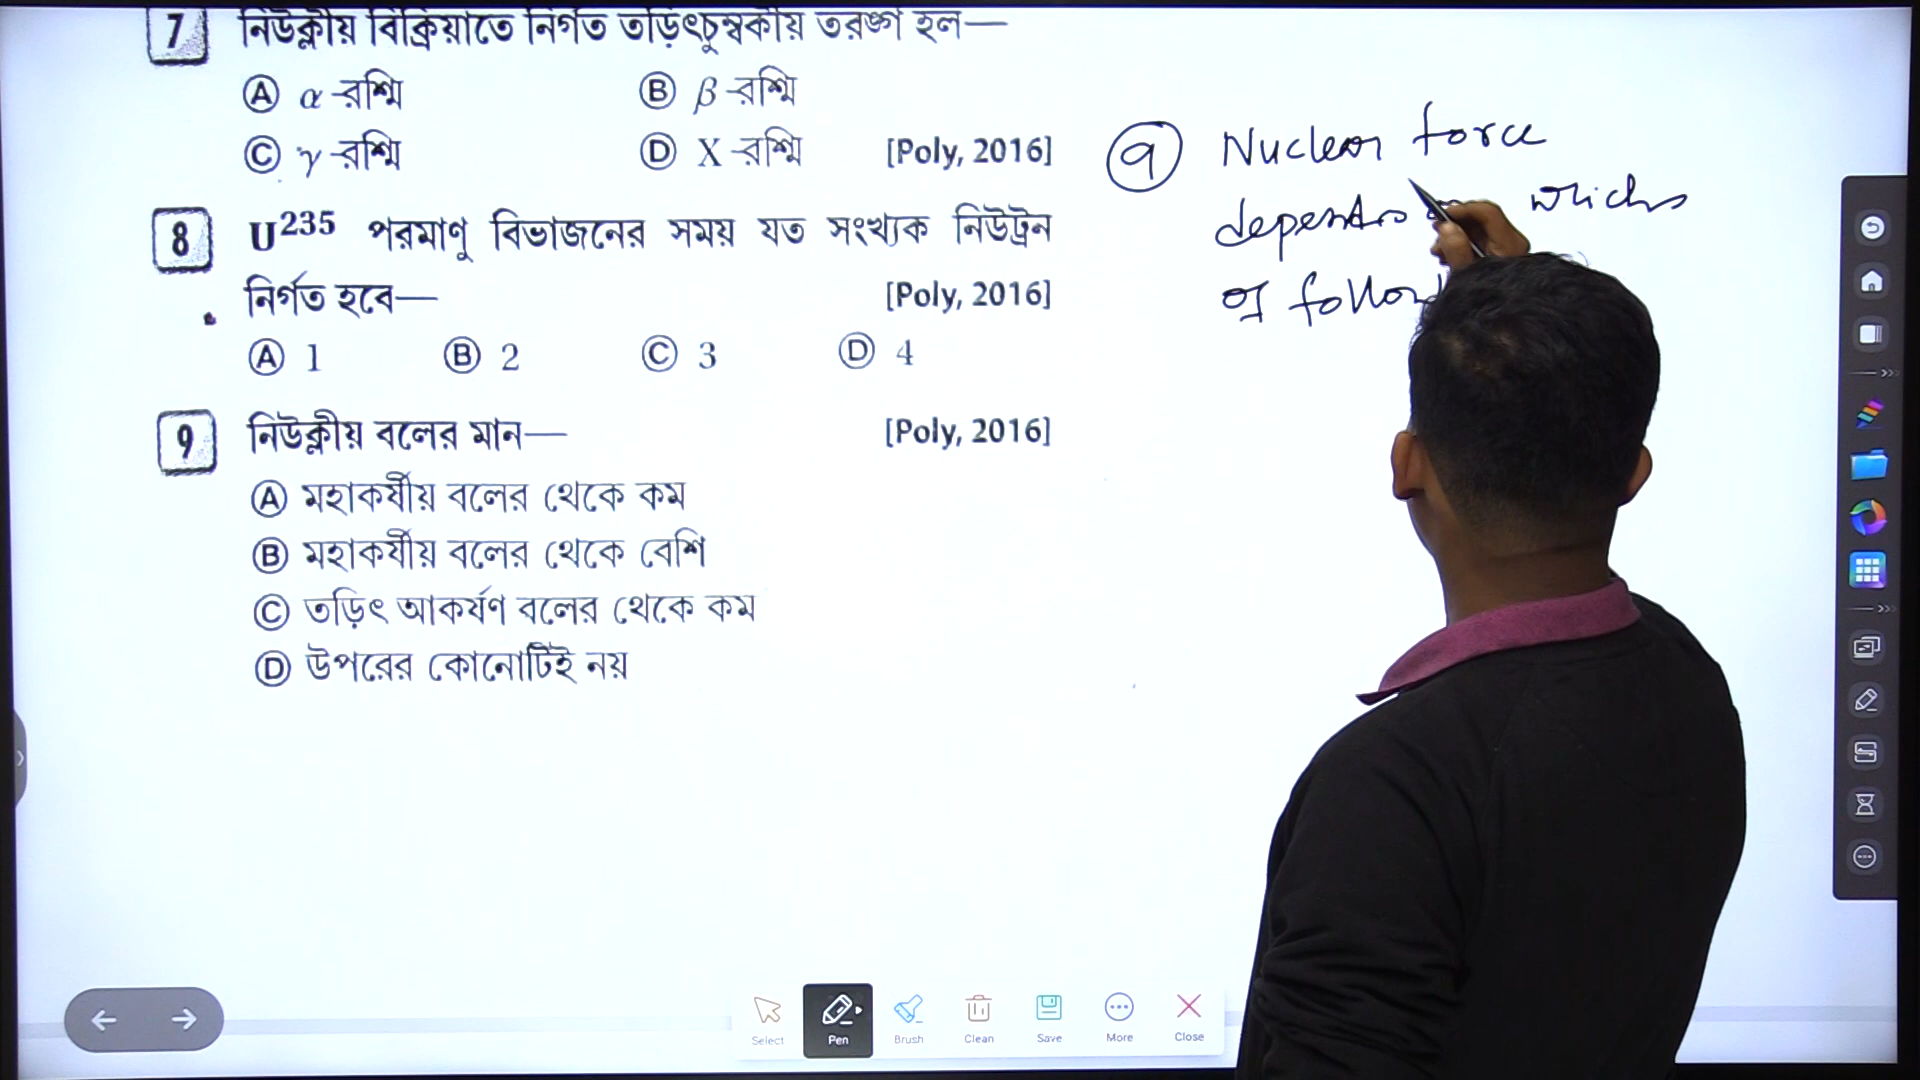 7 নিউক্লীয় বিক্রিয়াতে নির্গত তড়িৎচুম্বকীয় তরঙ্গ হল—
Ⓐ α-রশ্মি Ⓑ β-রশ্মি
Ⓒ γ-রশ্মি Ⓓ X-রশ্মি [Poly, 2016]
8 U²³⁵ পরমাণু বিভাজনের সময় যত সংখ্যক নিউট্রন
নির্গত হবে— [Poly, 2016]
Ⓐ 1 Ⓑ 2 Ⓒ 3 Ⓓ 4
9 নিউক্লীয় বলের মান— [Poly, 2016]
Ⓐ মহাকর্ষীয় বলের থেকে কম
Ⓑ মহাকর্ষীয় বলের থেকে বেশি
Ⓒ তড়িৎ আকর্ষণ বলের থেকে কম
Ⓓ উপরের কোনোটিই নয়
9 Nuclear force
depends which
of
Select Pen Brush Clean Save More Close